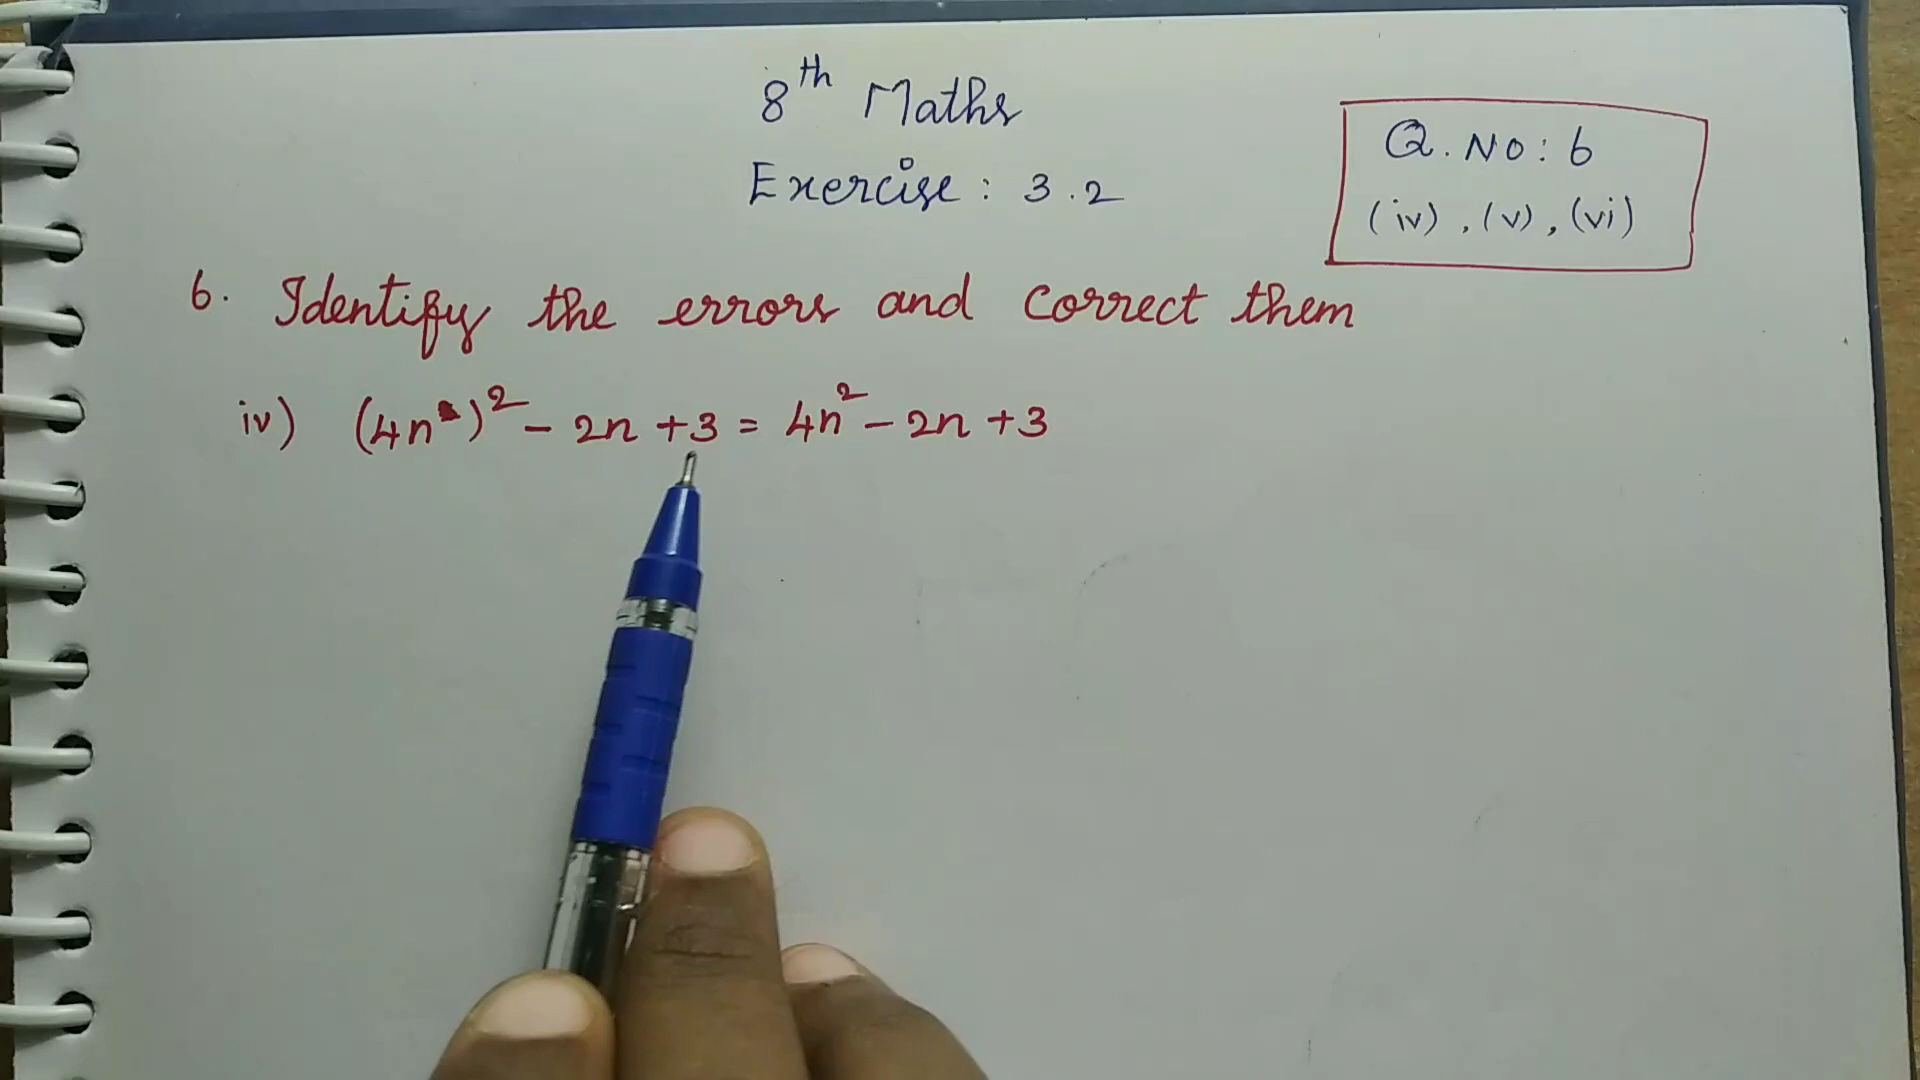 8th Maths
Exercise: 3.2
Q. No: 6
(iv), (v), (vi)
6. Identify the errors and correct them
iv) (4n)² - 2n + 3 = 4n² - 2n + 3